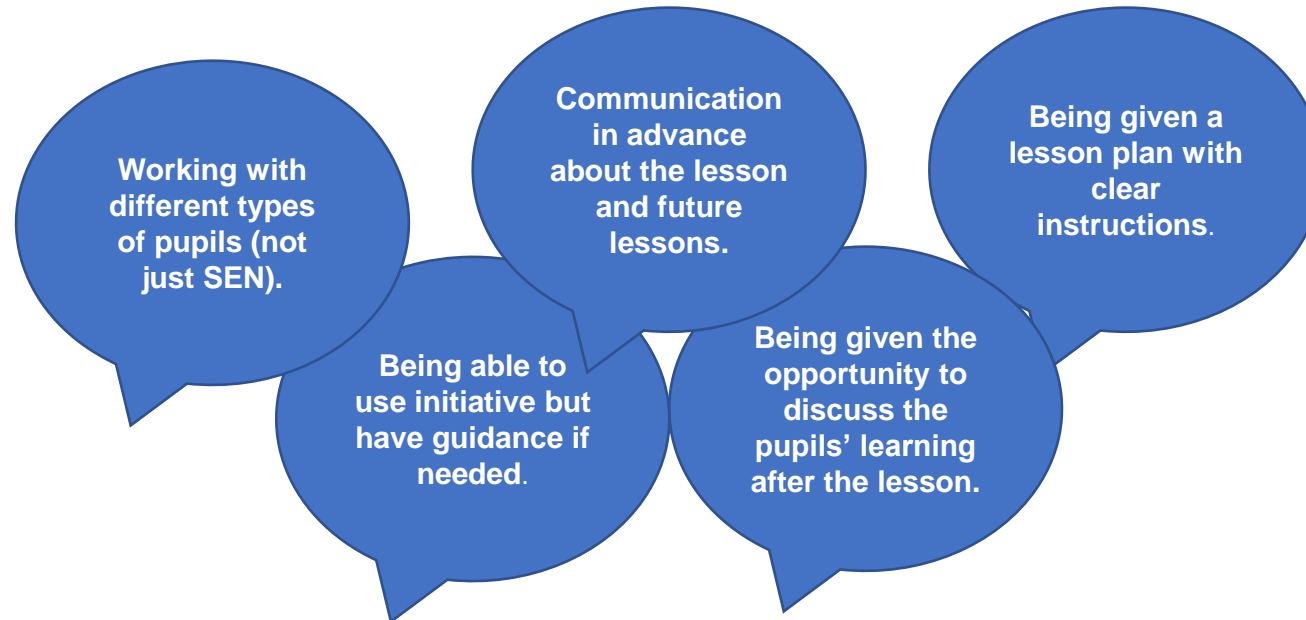 Working with
different types
of pupils (not
just SEN).
Communication
in advance
about the lesson
and future
lessons.
Being given a
lesson plan with
clear
instructions.
Being able to
use initiative but
have guidance if
needed.
Being given the
opportunity to
discuss the
pupils’ learning
after the lesson.